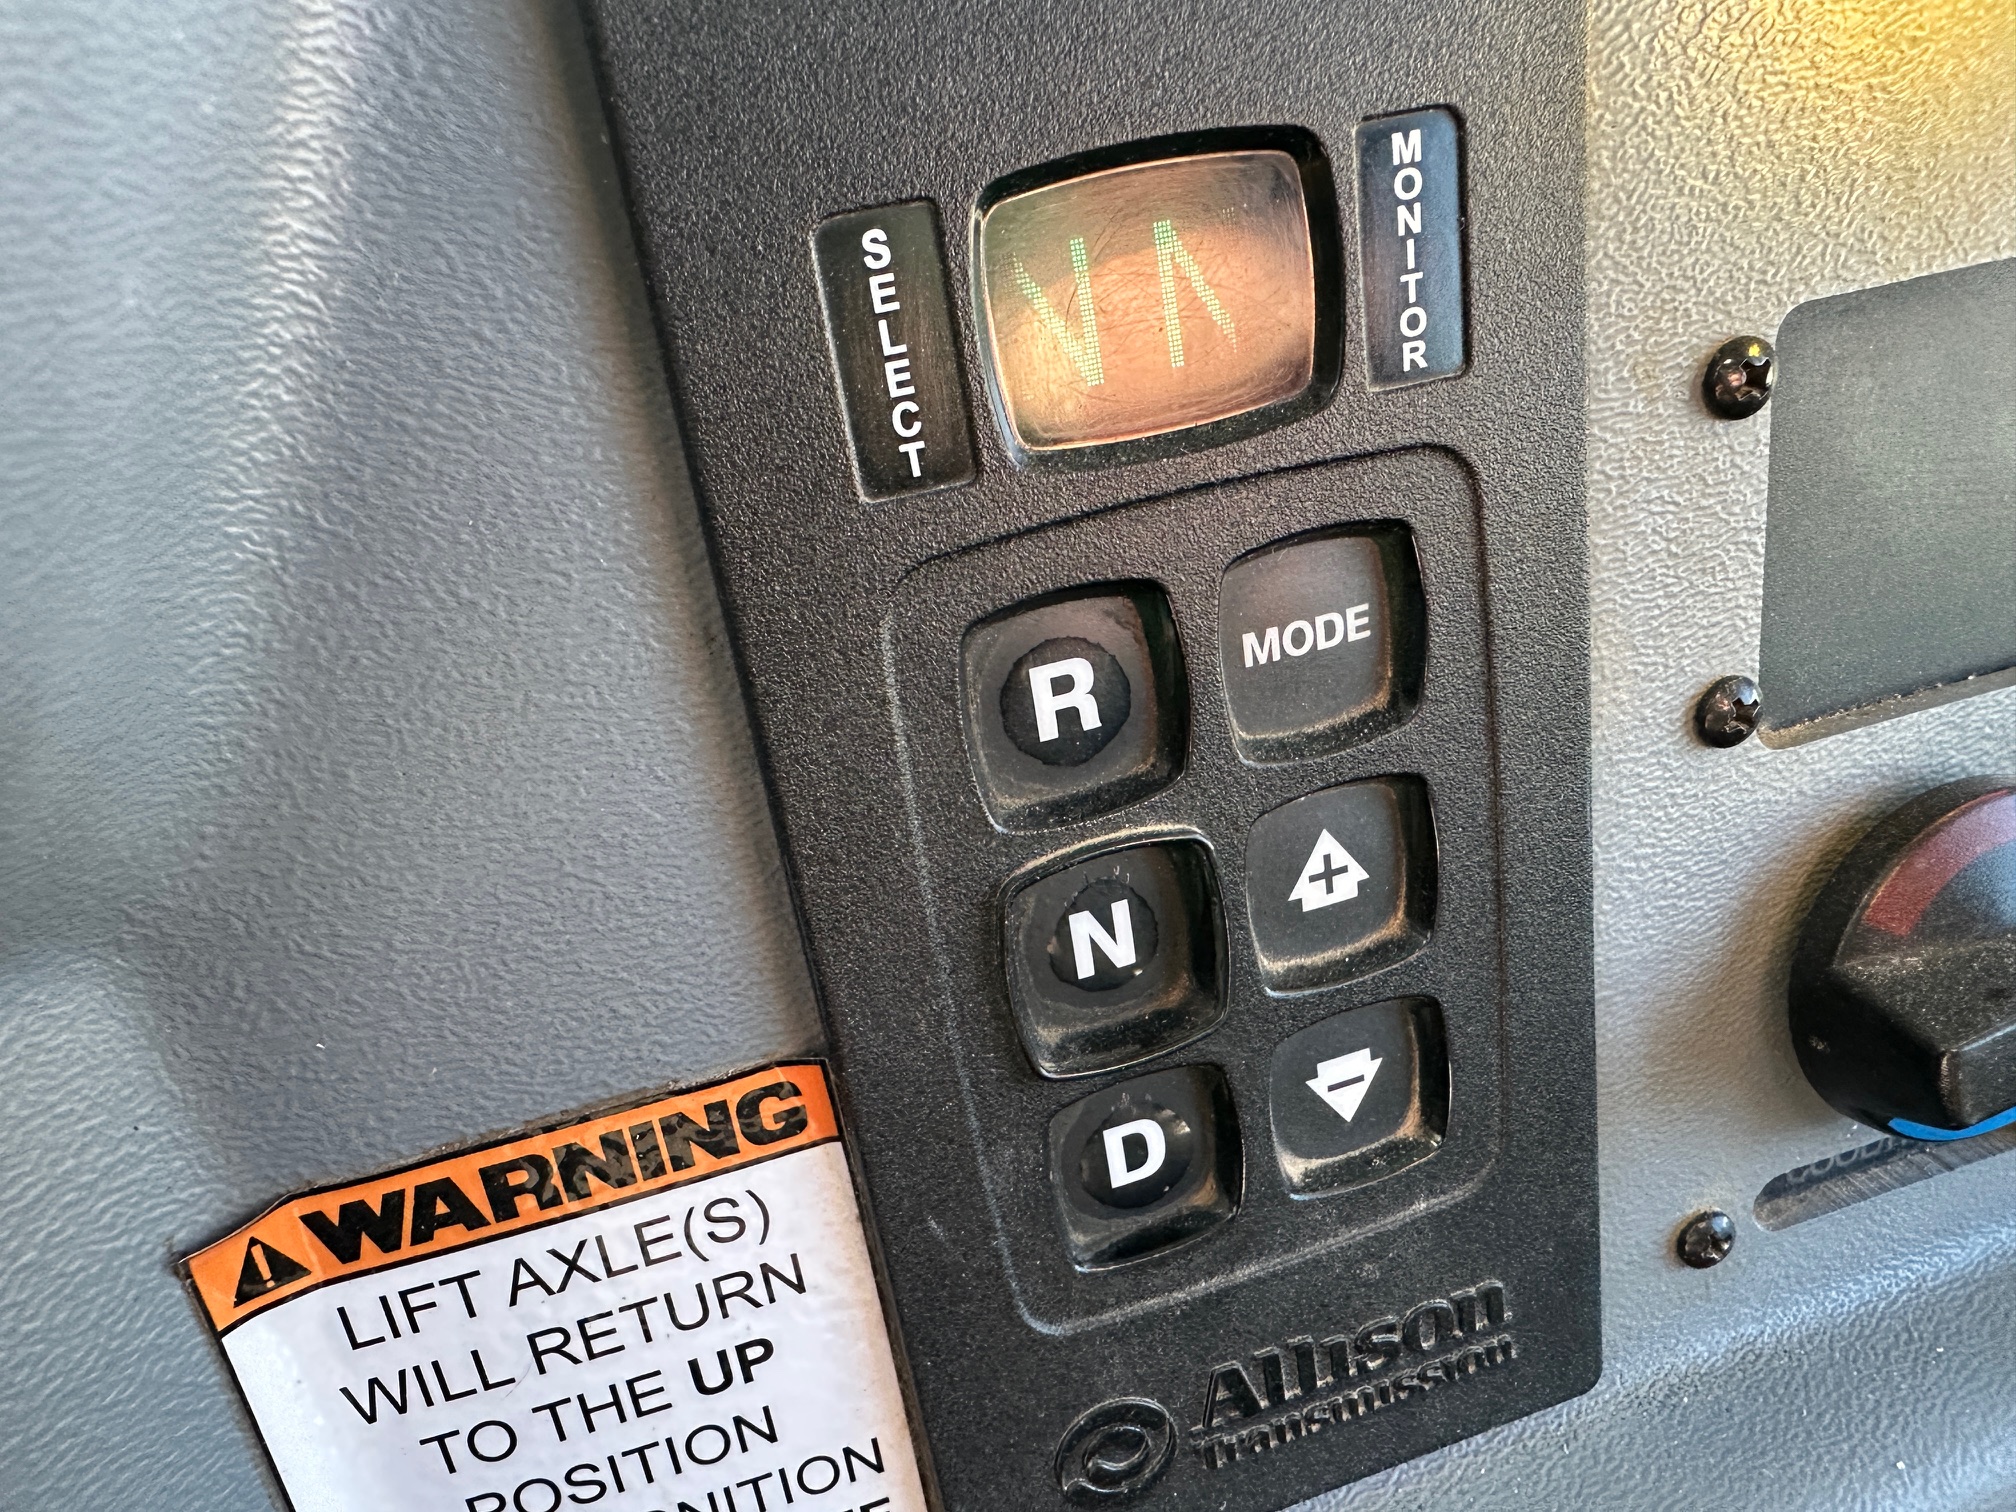 SELECT
MONITOR
R
MODE
N
+
D
-
Allison
Transmission
WARNING
LIFT AXLE(S)
WILL RETURN
TO THE UP
POSITION